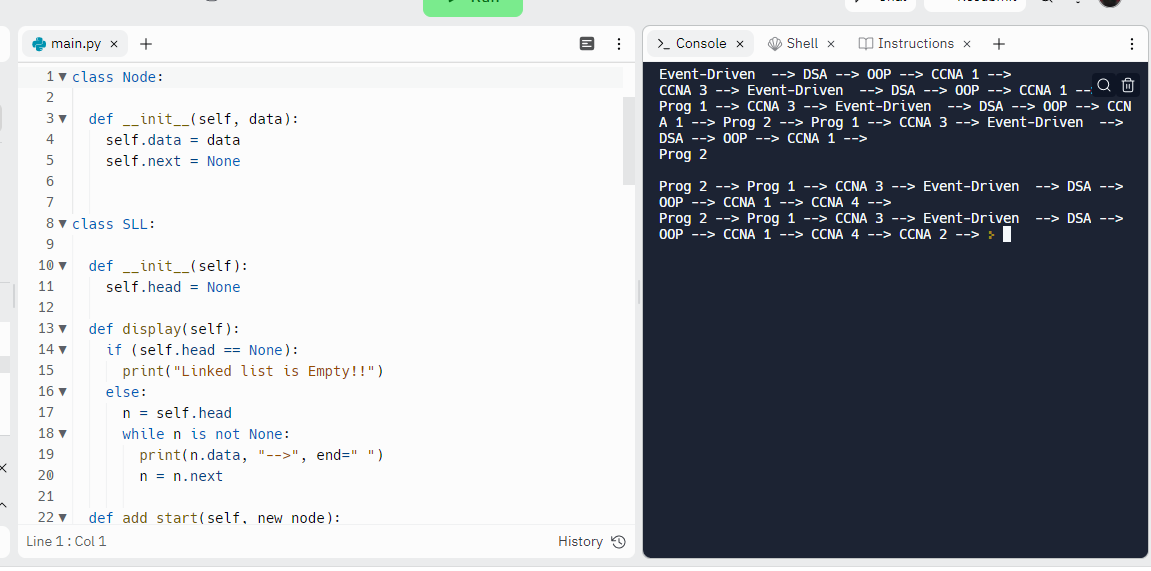 Run
main.py × +
1 ▼ class Node:
2
3 ▼ def __init__(self, data):
4 self.data = data
5 self.next = None
6
7
8 ▼ class SLL:
9
10 ▼ def __init__(self):
11 self.head = None
12
13 ▼ def display(self):
14 ▼ if (self.head == None):
15 print("Linked list is Empty!!")
16 ▼ else:
17 n = self.head
18 ▼ while n is not None:
19 print(n.data, "-->", end=" ")
20 n = n.next
21
22 ▼ def add_start(self, new_node):
Line 1 : Col 1
History
>_ Console × Shell × Instructions × +
Event-Driven  --> DSA --> OOP --> CCNA 1 -->
CCNA 3 --> Event-Driven  --> DSA --> OOP --> CCNA 1 --
Prog 1 --> CCNA 3 --> Event-Driven  --> DSA --> OOP --> CCN
A 1 --> Prog 2 --> Prog 1 --> CCNA 3 --> Event-Driven  -->
DSA --> OOP --> CCNA 1 -->
Prog 2
Prog 2 --> Prog 1 --> CCNA 3 --> Event-Driven  --> DSA -->
OOP --> CCNA 1 --> CCNA 4 -->
Prog 2 --> Prog 1 --> CCNA 3 --> Event-Driven  --> DSA -->
OOP --> CCNA 1 --> CCNA 4 --> CCNA 2 -->